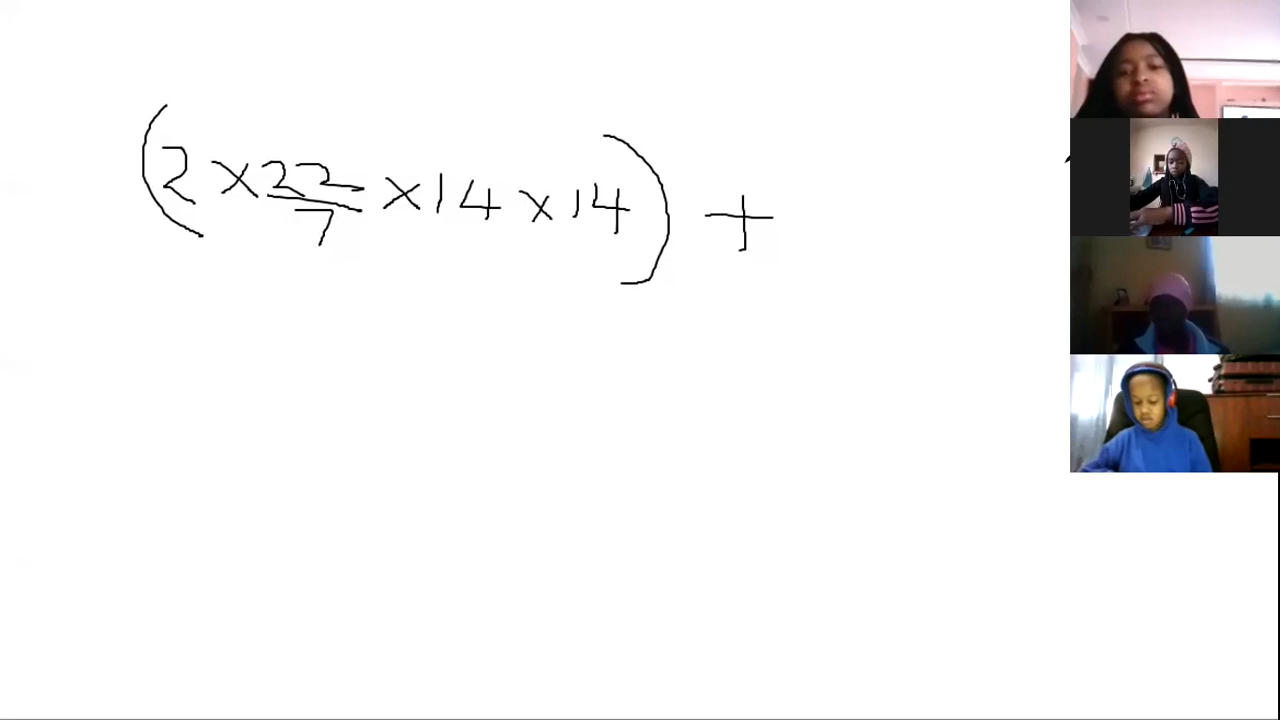 (2 × 22/7 × 14 × 14) +